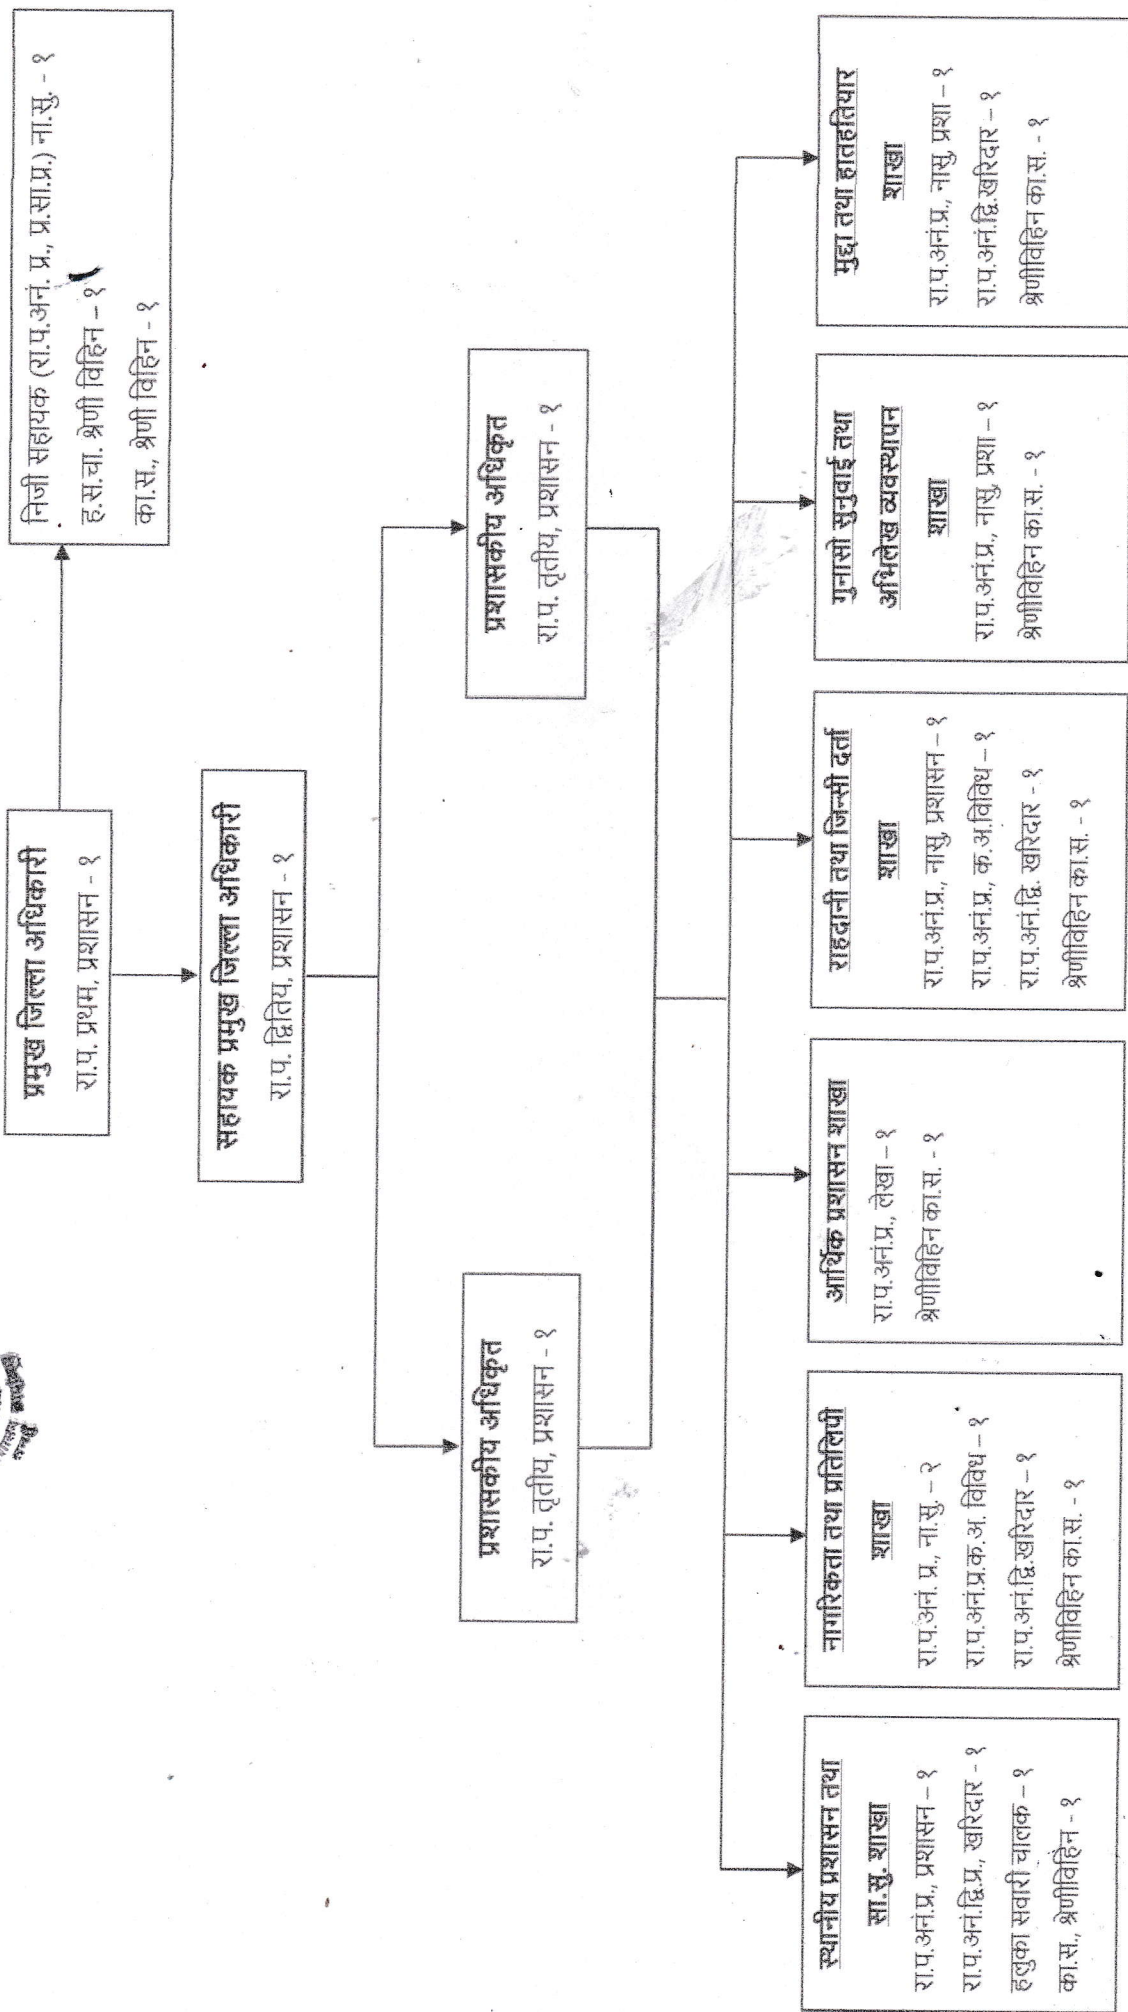 प्रमुख जिल्ला अधिकारी
रा.प. प्रथम, प्रशासन - १
निजी सहायक (रा.प.अनं. प्र., प्र.सा.प्र.) ना.सु. - १
ह.स.चा. श्रेणी विहिन - १
का.स., श्रेणी विहिन - १
सहायक प्रमुख जिल्ला अधिकारी
रा.प. द्वितिय, प्रशासन - १
प्रशासकीय अधिकृत
रा.प. तृतीय, प्रशासन - १
प्रशासकीय अधिकृत
रा.प. तृतीय, प्रशासन - १
स्थानीय प्रशासन तथा
सा.सु. शाखा
रा.प.अनं.प्र., प्रशासन - १
रा.प.अनं.द्वि.प्र., खरिदार - १
हलुका सवारी चालक - १
का.स., श्रेणीविहिन - १
नागरिकता तथा प्रतिलिपी
शाखा
रा.प.अनं. प्र., ना.सु. - २
रा.प.अनं.प्र.क.अ. विविध - १
रा.प.अनं.द्वि.खरिदार - १
श्रेणीविहिन का.स. - १
आर्थिक प्रशासन शाखा
रा.प.अनं.प्र., लेखा - १
श्रेणीविहिन का.स. - १
राहदानी तथा जिन्सी दर्ता
शाखा
रा.प.अनं.प्र., नासु, प्रशासन - १
रा.प.अनं.प्र., क.अ.विविध - १
रा.प.अनं.द्वि. खरिदार - १
श्रेणीविहिन का.स. - १
गुनासो सुनुवाई तथा
अभिलेख व्यवस्थापन
शाखा
रा.प.अनं.प्र., नासु, प्रशा - १
श्रेणीविहिन का.स. - १
मुद्दा तथा हातहतियार
शाखा
रा.प.अनं.प्र., नासु, प्रशा - १
रा.प.अनं.द्वि.खरिदार - १
श्रेणीविहिन का.स. - १